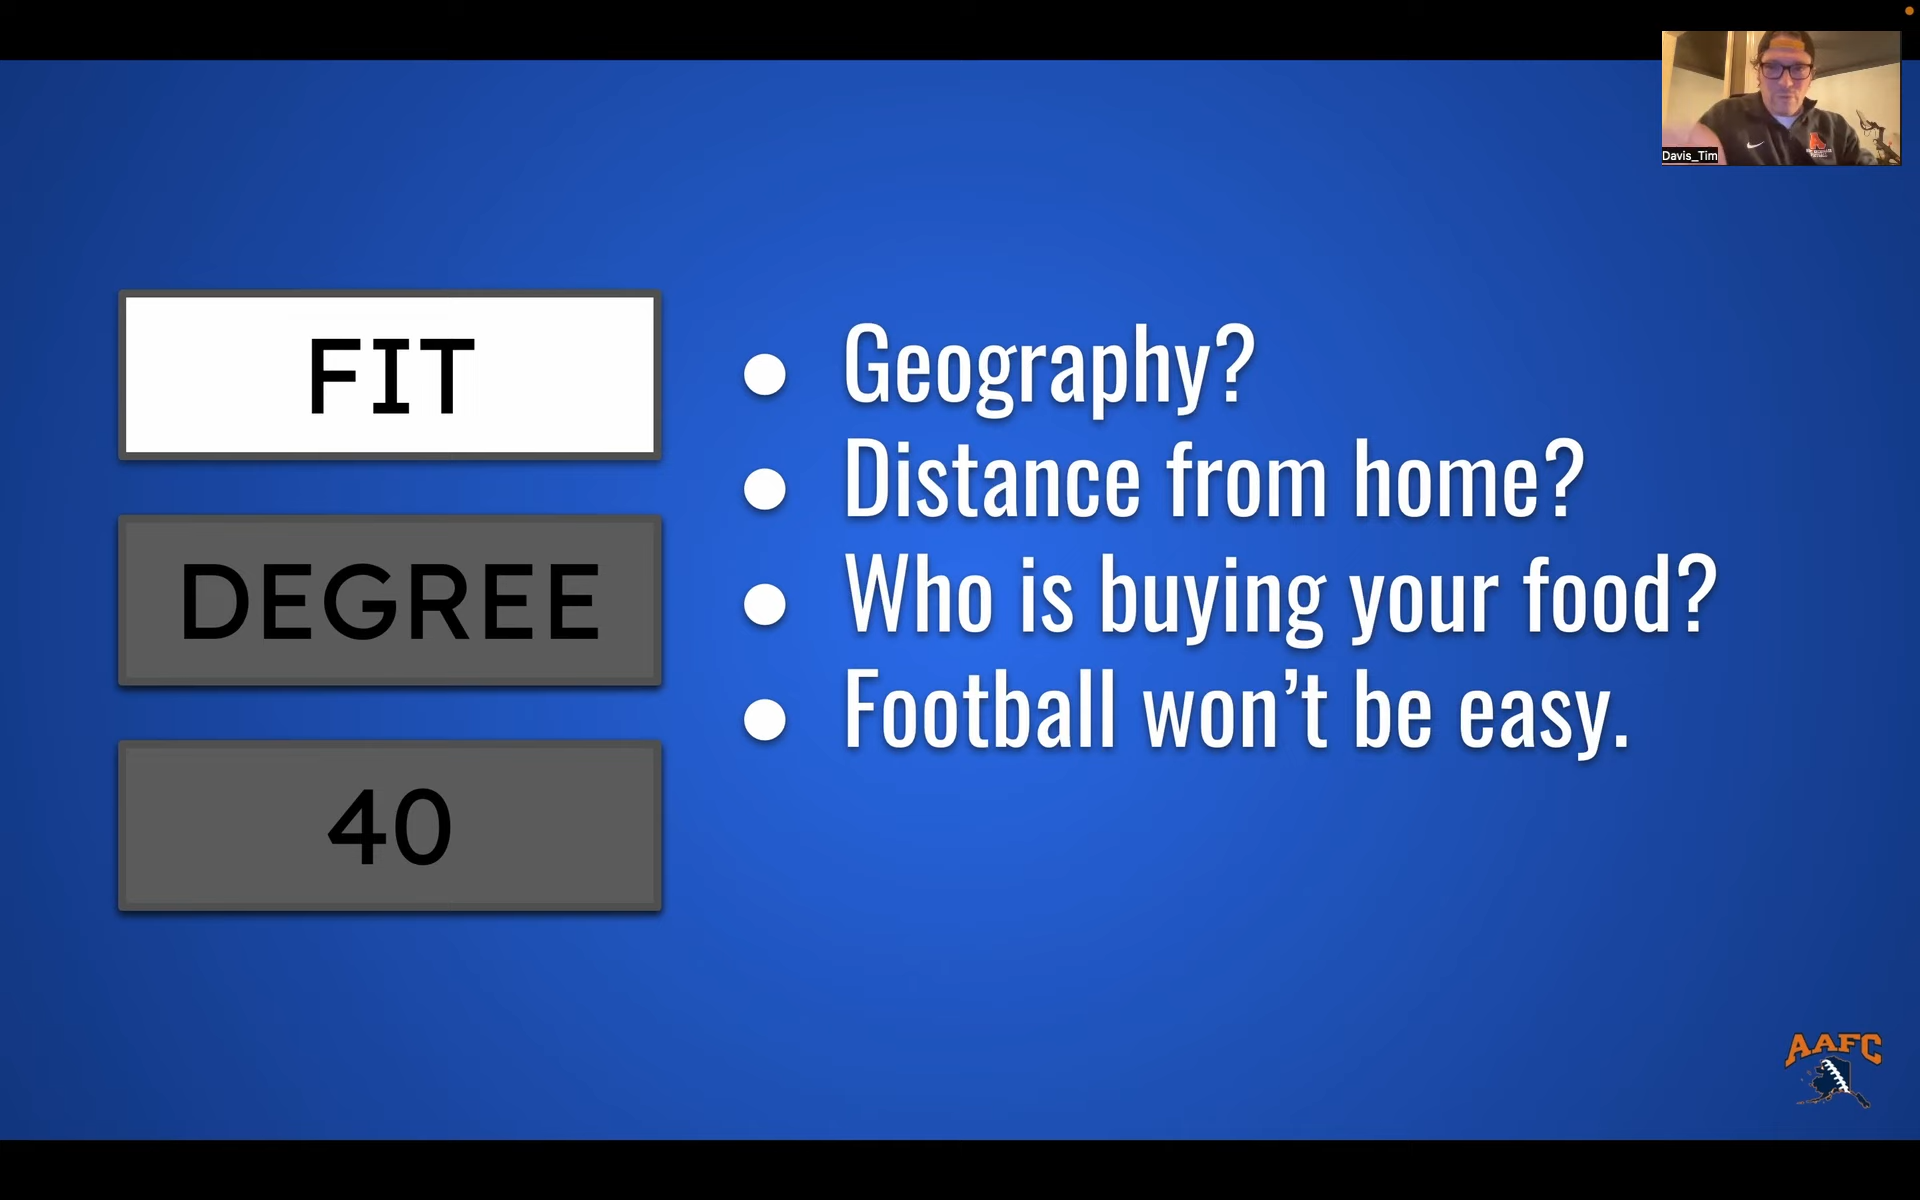 Davis_Tim
FIT
DEGREE
40
Geography?
Distance from home?
Who is buying your food?
Football won’t be easy.
AAFC